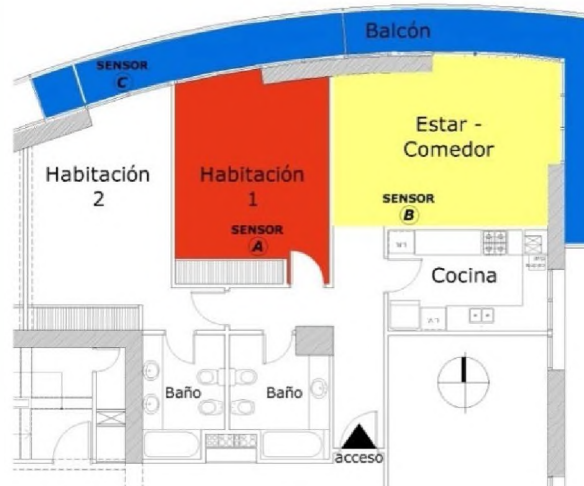 Balcón
SENSOR
C
Estar -
Comedor
Habitación
2
Habitación
1
SENSOR
B
SENSOR
A
Cocina
Baño
Baño
acceso